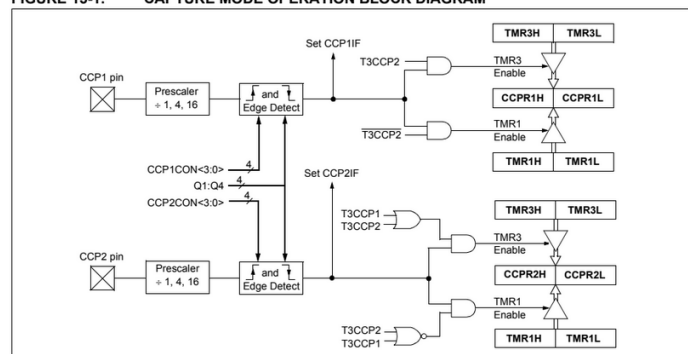 FIGURE 15-1: CAPTURE MODE OPERATION BLOCK DIAGRAM
TMR3H TMR3L
Set CCP1IF
T3CCP2
TMR3
Enable
CCP1 pin
Prescaler
÷ 1, 4, 16
and
Edge Detect
CCPR1H CCPR1L
TMR1
Enable
T3CCP2
TMR1H TMR1L
CCP1CON<3:0> 4
Q1:Q4 4
CCP2CON<3:0> 4
Set CCP2IF
TMR3H TMR3L
T3CCP1
T3CCP2
TMR3
Enable
CCP2 pin
Prescaler
÷ 1, 4, 16
and
Edge Detect
CCPR2H CCPR2L
TMR1
Enable
T3CCP2
T3CCP1
TMR1H TMR1L